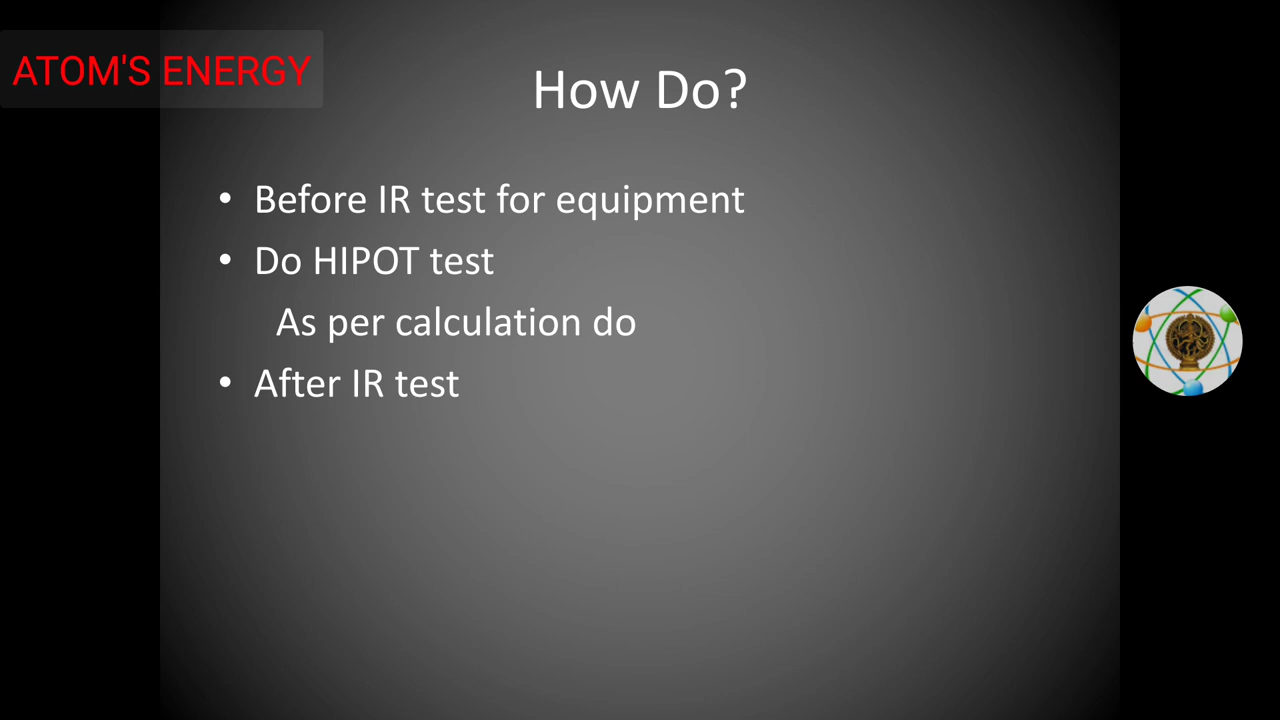 ATOM'S ENERGY
How Do?
• Before IR test for equipment
• Do HIPOT test
As per calculation do
• After IR test